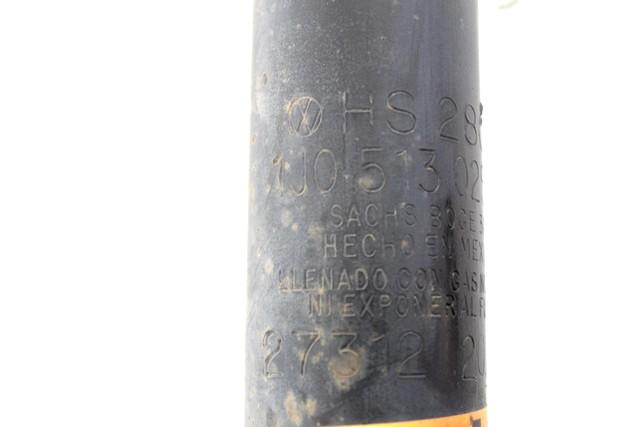 HS 28
1J0 513 02
SACHS BOGE
HECHO EN MEX
LLENADO CON GAS N
NI EXPONER AL F
27312 20